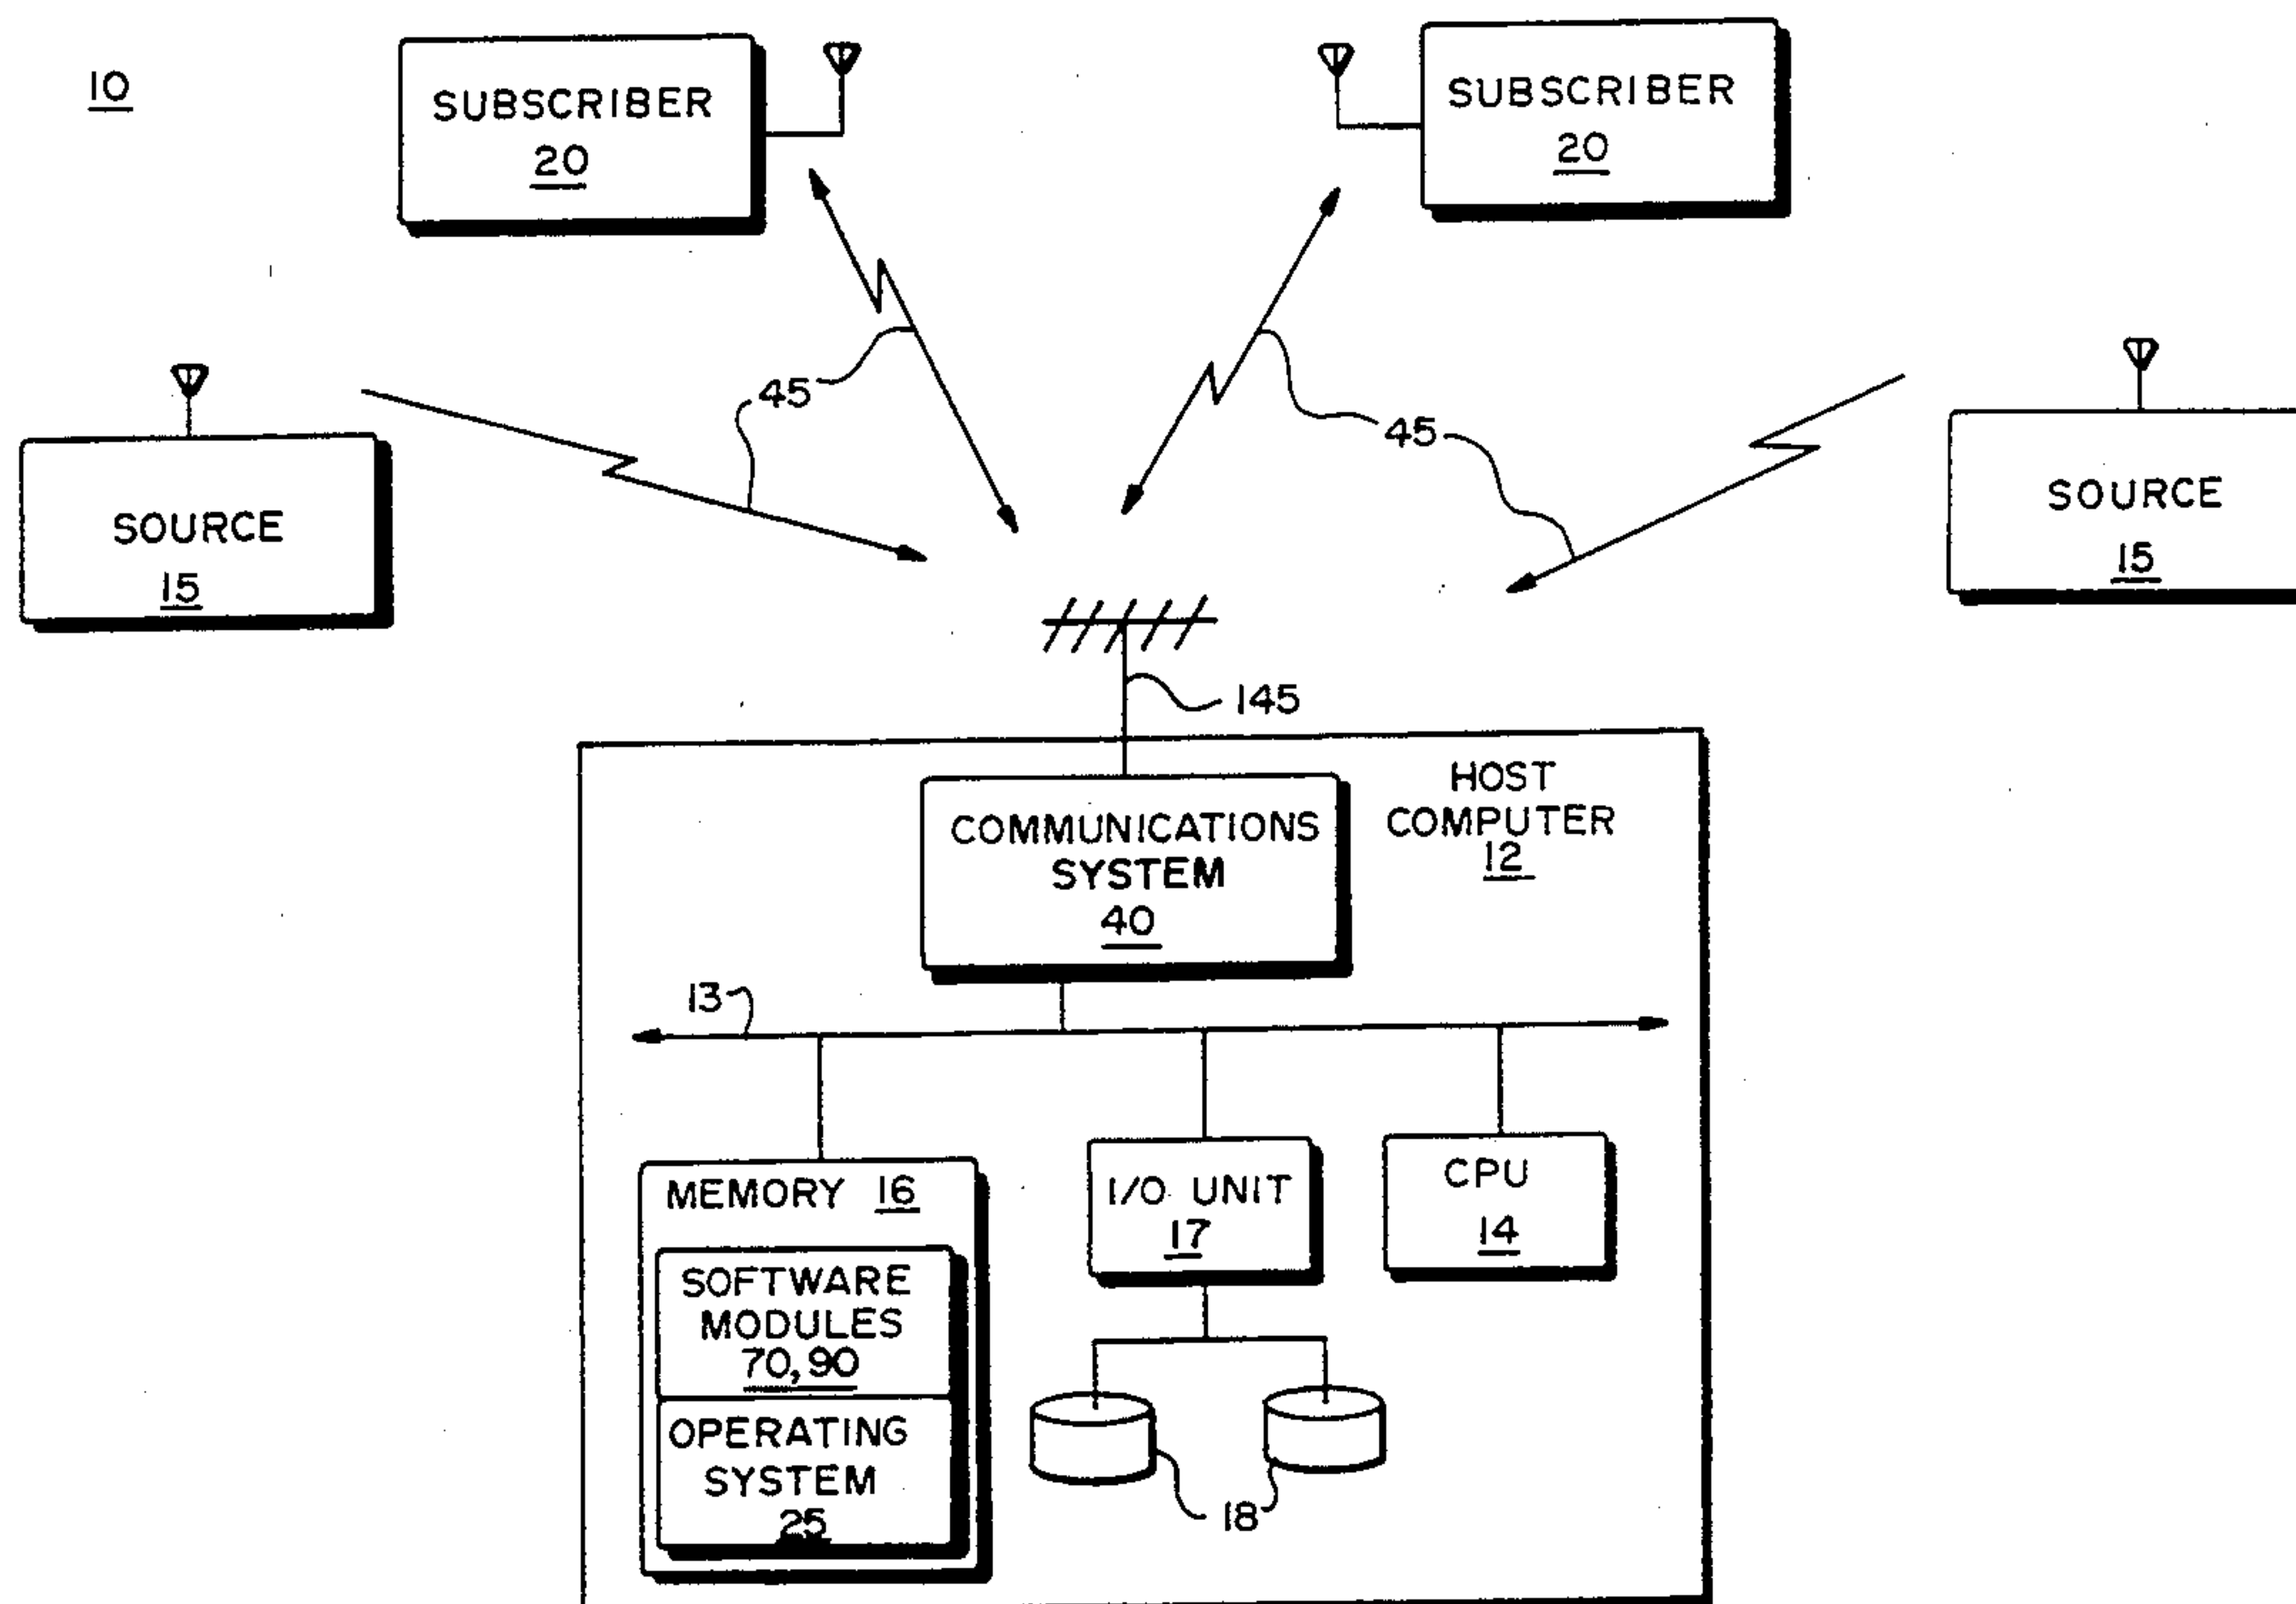 10
SUBSCRIBER
20
SUBSCRIBER
20
45
45
SOURCE
15
SOURCE
15
145
HOST
COMPUTER
12
COMMUNICATIONS
SYSTEM
40
13
MEMORY 16
I/O UNIT
17
CPU
14
SOFTWARE
MODULES
70,90
OPERATING
SYSTEM
25
18